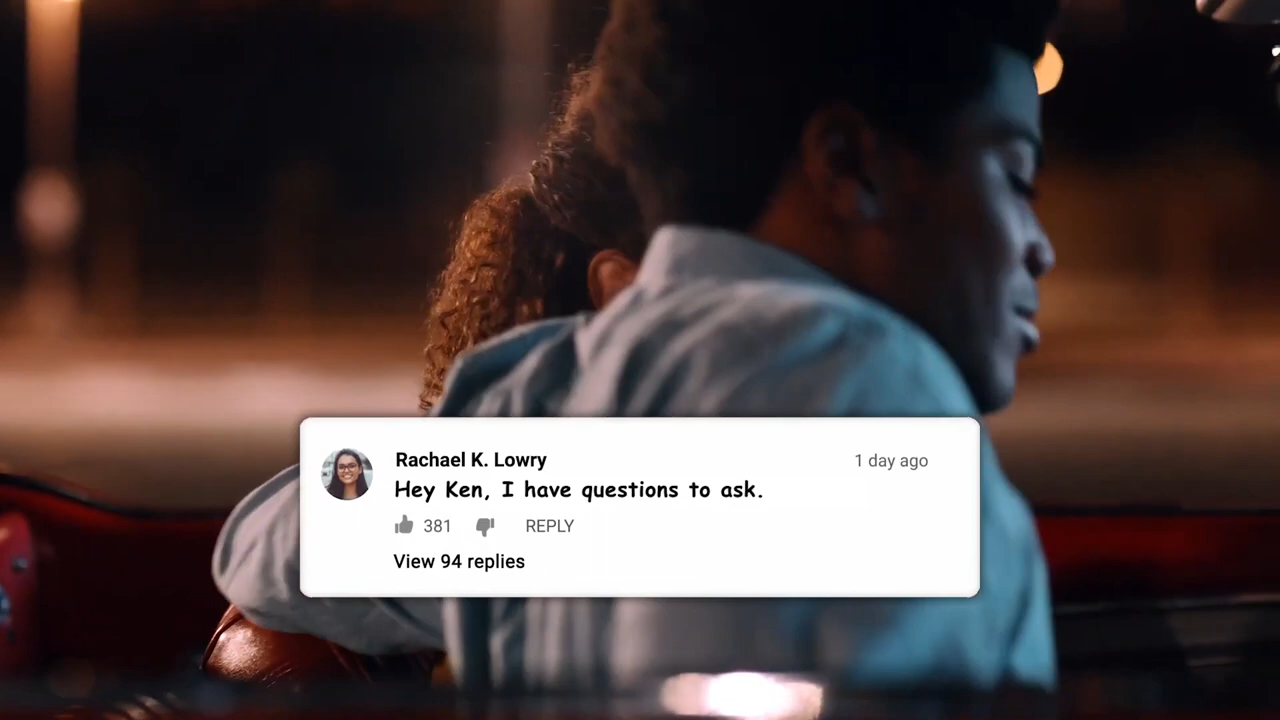 Rachael K. Lowry
1 day ago
Hey Ken, I have questions to ask.
381
REPLY
View 94 replies